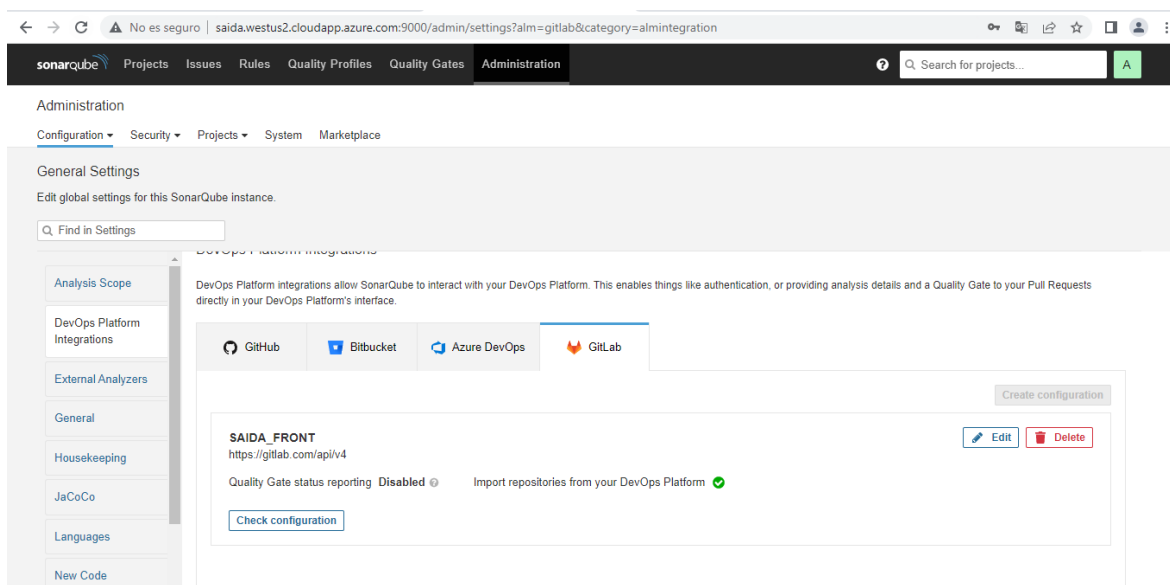 No es seguro | saida.westus2.cloudapp.azure.com:9000/admin/settings?alm=gitlab&category=almintegration
sonarqube Projects Issues Rules Quality Profiles Quality Gates Administration Search for projects... A
Administration
Configuration Security Projects System Marketplace
General Settings
Edit global settings for this SonarQube instance.
Find in Settings
DevOps Platform Integrations
Analysis Scope
DevOps Platform integrations allow SonarQube to interact with your DevOps Platform. This enables things like authentication, or providing analysis details and a Quality Gate to your Pull Requests
directly in your DevOps Platform's interface.
DevOps Platform
Integrations
GitHub Bitbucket Azure DevOps GitLab
External Analyzers
Create configuration
General
SAIDA_FRONT Edit Delete
https://gitlab.com/api/v4
Housekeeping
Quality Gate status reporting Disabled Import repositories from your DevOps Platform
JaCoCo
Check configuration
Languages
New Code